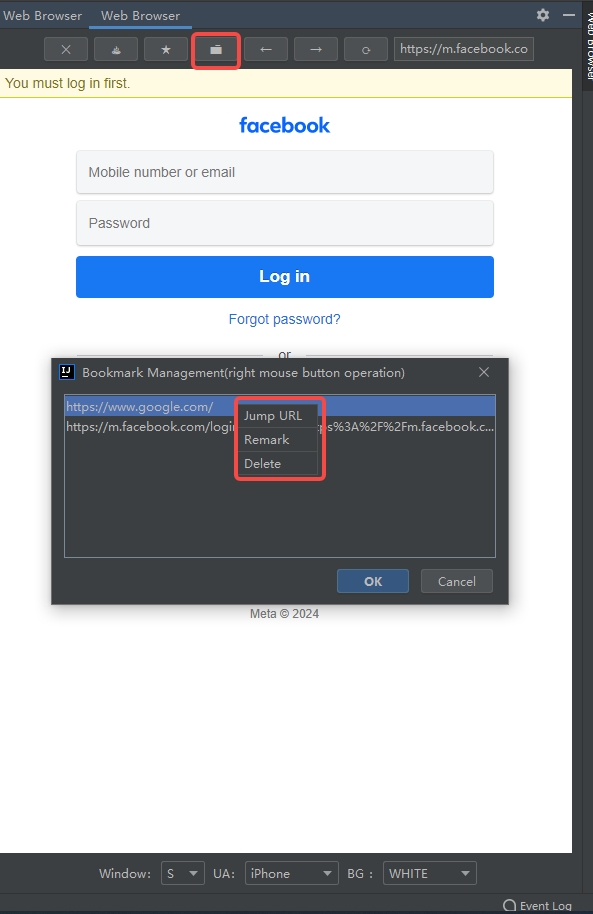 Web Browser Web Browser
https://m.facebook.co
Web Browser
You must log in first.
facebook
Mobile number or email
Password
Log in
Forgot password?
or
IJ Bookmark Management(right mouse button operation)
https://www.google.com/
https://m.facebook.com/login
ps%3A%2F%2Fm.facebook.c...
Jump URL
Remark
Delete
OK Cancel
Meta © 2024
Window: S UA: iPhone BG : WHITE
Event Log